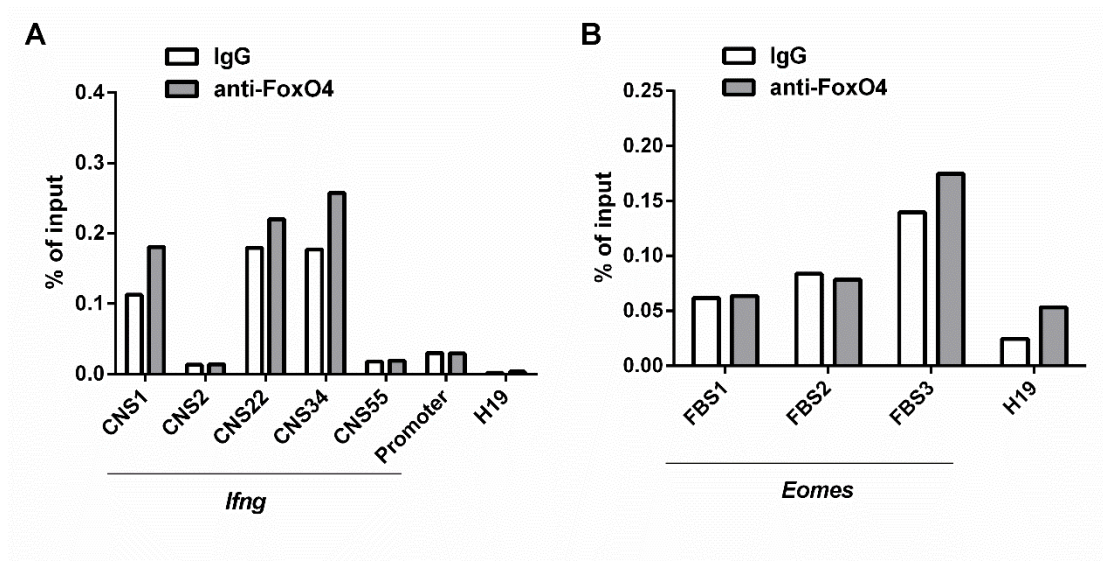 A
IgG
anti-FoxO4
% of input
0.4
0.3
0.2
0.1
0.0
CNS1
CNS2
CNS22
CNS34
CNS55
Promoter
H19
Ifng
B
IgG
anti-FoxO4
% of input
0.25
0.20
0.15
0.10
0.05
0.00
FBS1
FBS2
FBS3
H19
Eomes